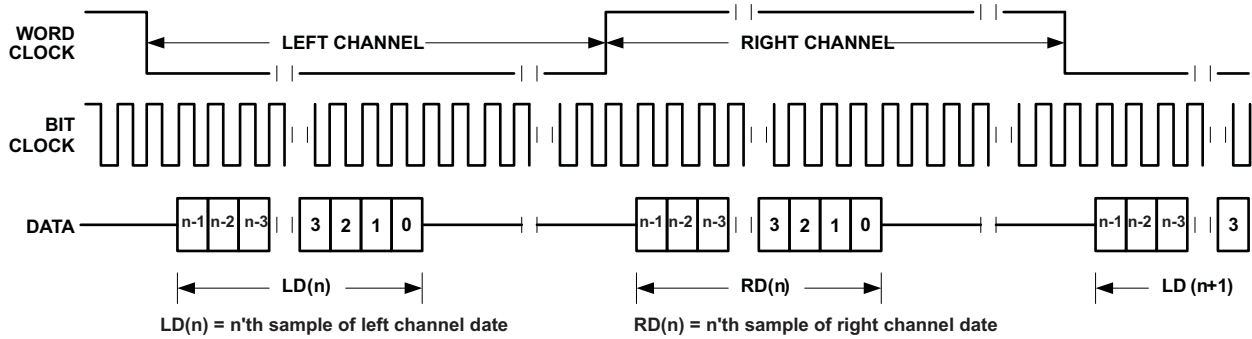 WORD
CLOCK
LEFT CHANNEL
RIGHT CHANNEL
BIT
CLOCK
DATA
n-1 n-2 n-3 3 2 1 0
n-1 n-2 n-3 3 2 1 0
n-1 n-2 n-3 3
LD(n)
RD(n)
LD (n+1)
LD(n) = n'th sample of left channel date
RD(n) = n'th sample of right channel date